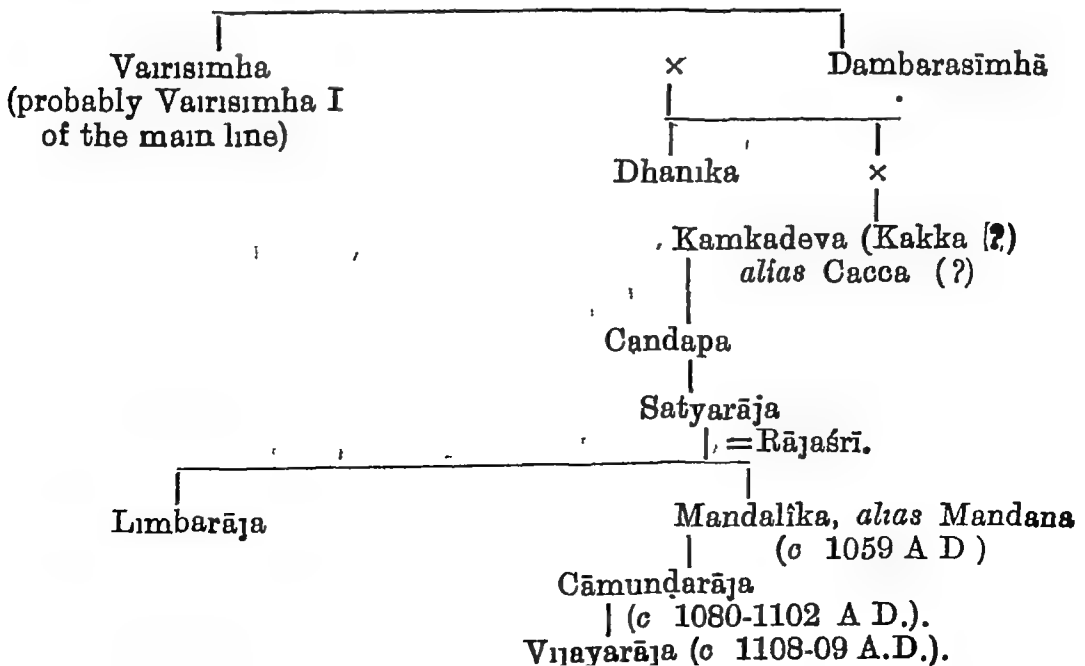 Vairisimha × Dambarasīmhā
(probably Vairisimha I
of the main line)
Dhanika ×
Kamkadeva (Kakka [?)
alias Cacca (?)
Candapa
Satyarāja
=Rājaśrī.
Limbarāja Mandalîka, alias Mandana
(c 1059 A D )
Cāmuṇḍarāja
(c 1080-1102 A D.).
Vijayarāja (c 1108-09 A.D.).